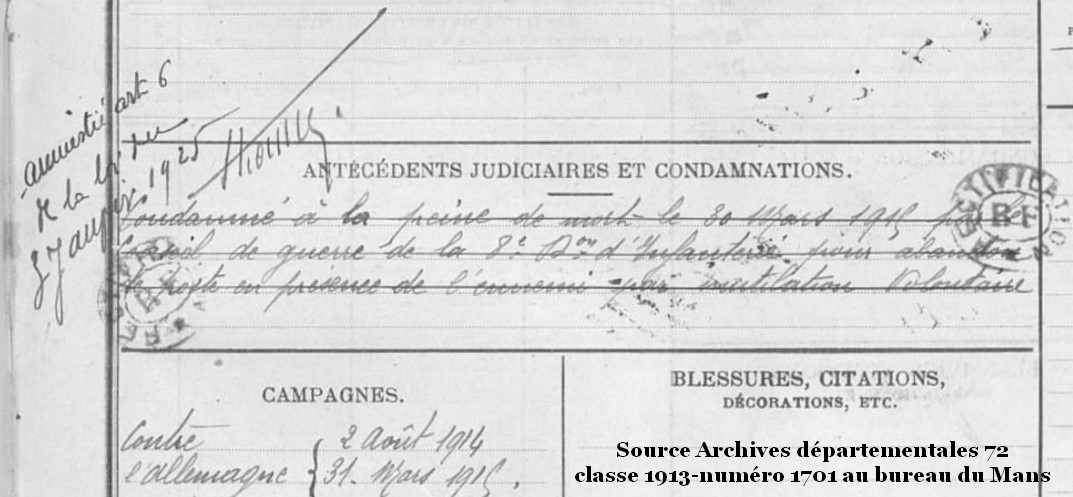 amnistié art 6
de la loi du
3 Janvier 1925
ANTÉCÉDENTS JUDICIAIRES ET CONDAMNATIONS.
Condamné à la peine de mort le 30 Mars 1915 par le
Conseil de guerre de la 8e Don d'Infanterie pour abandon
de poste en présence de l'ennemi par mutilation Volontaire
RECTIFICATION
RF
CAMPAGNES.
BLESSURES, CITATIONS,
DÉCORATIONS, ETC.
Contre { 2 Août 1914
l'allemagne { 31 Mars 1915.
Source Archives départementales 72
classe 1913-numéro 1701 au bureau du Mans